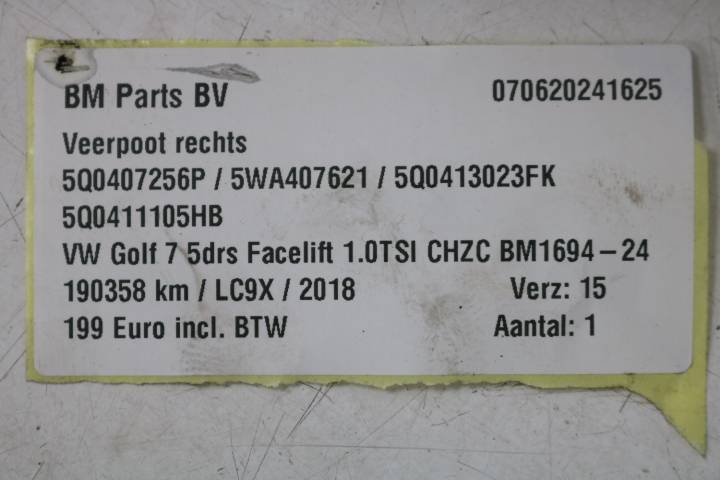 BM Parts BV 070620241625
Veerpoot rechts
5Q0407256P / 5WA407621 / 5Q0413023FK
5Q0411105HB
VW Golf 7 5drs Facelift 1.0TSI CHZC BM1694-24
190358 km / LC9X / 2018 Verz: 15
199 Euro incl. BTW Aantal: 1